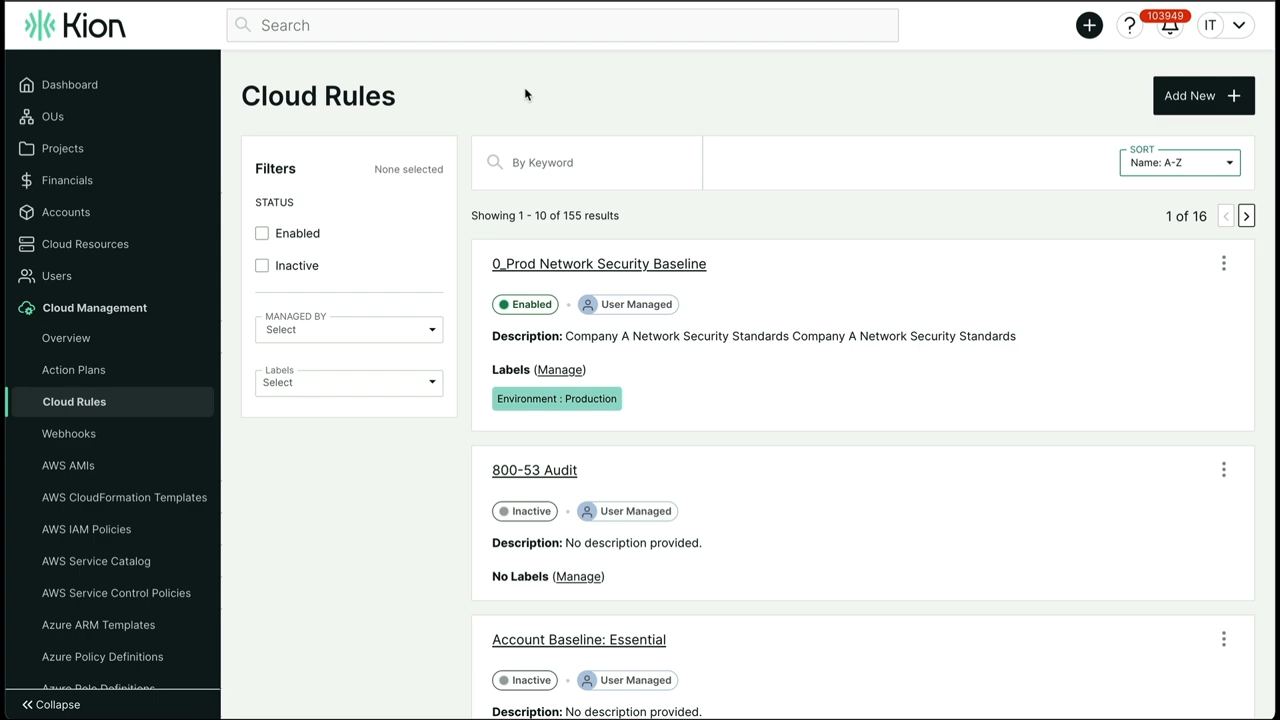 Kion
Search
103949
IT
Dashboard
OUs
Projects
Financials
Accounts
Cloud Resources
Users
Cloud Management
Overview
Action Plans
Cloud Rules
Webhooks
AWS AMIs
AWS CloudFormation Templates
AWS IAM Policies
AWS Service Catalog
AWS Service Control Policies
Azure ARM Templates
Azure Policy Definitions
Azure Role Definitions
Collapse
Cloud Rules
Add New
Filters
None selected
STATUS
Enabled
Inactive
MANAGED BY
Select
Labels
Select
By Keyword
SORT
Name: A-Z
Showing 1 - 10 of 155 results
1 of 16
0_Prod Network Security Baseline
Enabled
User Managed
Description: Company A Network Security Standards Company A Network Security Standards
Labels (Manage)
Environment : Production
800-53 Audit
Inactive
User Managed
Description: No description provided.
No Labels (Manage)
Account Baseline: Essential
Inactive
User Managed
Description: No description provided.